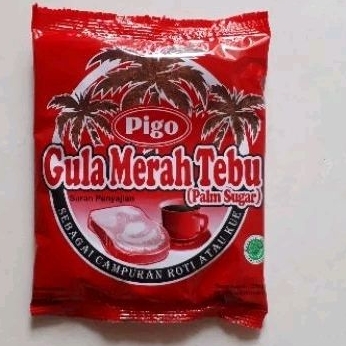 Pigo
Gula Merah Tebu
(Palm Sugar)
Saran Penyajian
SEBAGAI CAMPURAN ROTI ATAU KUE